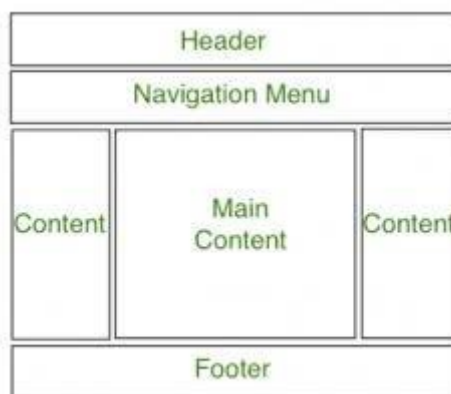 Header
Navigation Menu
Content
Main
Content
Content
Footer